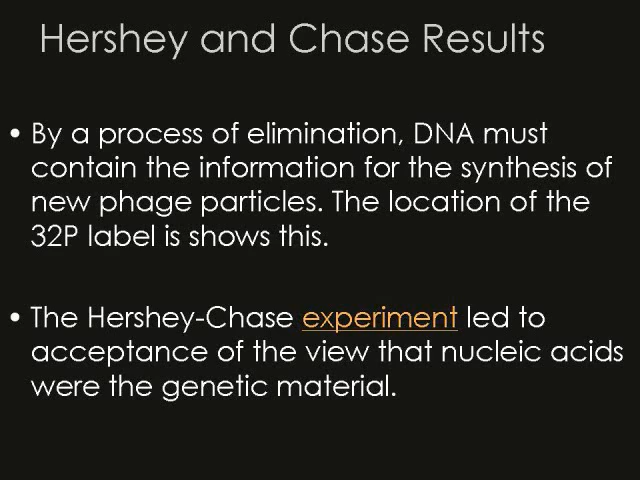 Hershey and Chase Results
• By a process of elimination, DNA must
contain the information for the synthesis of
new phage particles. The location of the
32P label is shows this.
• The Hershey-Chase experiment led to
acceptance of the view that nucleic acids
were the genetic material.